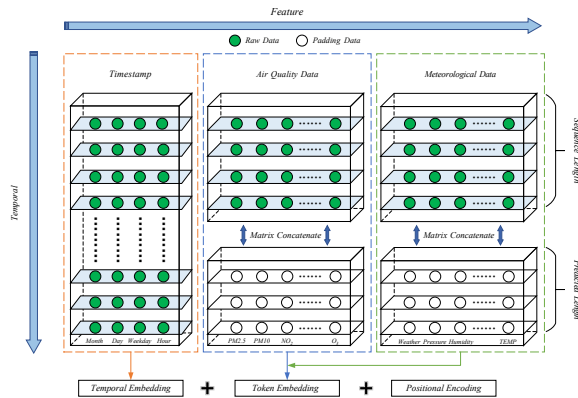 Feature
Raw Data
Padding Data
Timestamp
Air Quality Data
Meteorological Data
Temporal
Sequence Length
Matrix Concatenate
Matrix Concatenate
Predict Length
Month Day Weekday Hour
PM2.5 PM10 NO2 O3
Weather Pressure Humidity TEMP
Temporal Embedding + Token Embedding + Positional Encoding